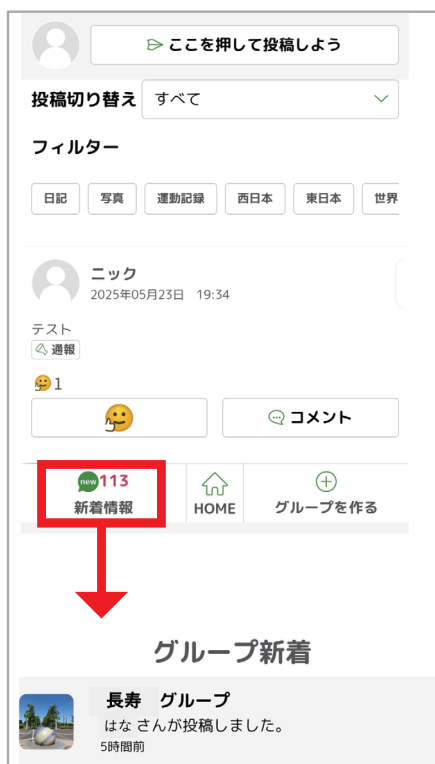 ここを押して投稿しよう
投稿切り替え すべて
フィルター
日記 写真 運動記録 西日本 東日本 世界
ニック
2025年05月23日 19:34
テスト
通報
1
コメント
new 113
新着情報 HOME グループを作る
グループ新着
長寿 グループ
はな さんが投稿しました。
5時間前